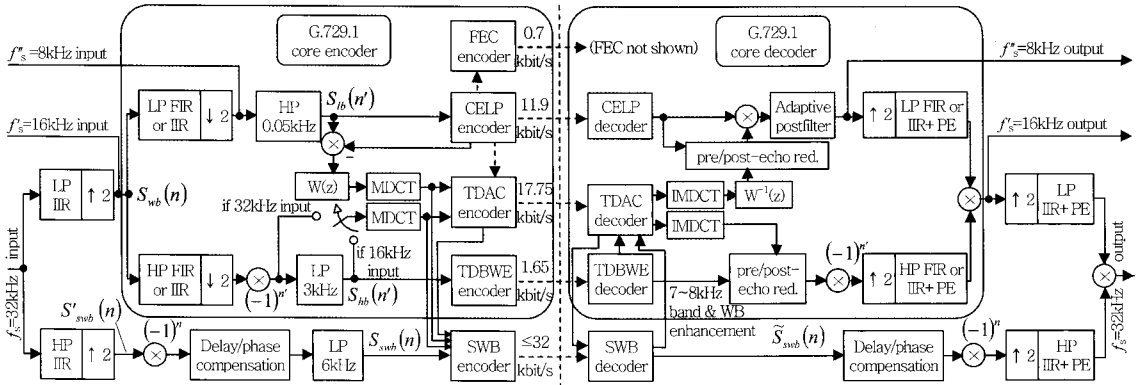 G.729.1
core encoder
FEC
encoder
0.7
kbit/s
(FEC not shown)
G.729.1
core decoder
f″s =8kHz input
f″s =8kHz output
LP FIR
or IIR
↓ 2
HP
0.05kHz
S_lb(n′)
CELP
encoder
11.9
kbit/s
CELP
decoder
Adaptive
postfilter
↑ 2
LP FIR or
IIR+ PE
f′s =16kHz input
f′s =16kHz output
−
pre/post-echo red.
W(z)
MDCT
TDAC
encoder
17.75
kbit/s
TDAC
decoder
IMDCT
W⁻¹(z)
LP
IIR
↑ 2
S_wb(n)
if 32kHz input
MDCT
IMDCT
↑ 2
LP
IIR+ PE
if 16kHz
input
HP FIR
or IIR
↓ 2
(-1)^n′
LP
3kHz
S_hb(n′)
TDBWE
encoder
1.65
kbit/s
TDBWE
decoder
pre/post-
echo red.
(-1)^n′
↑ 2
HP FIR or
IIR+ PE
7~8kHz
band & WB
enhancement
fs=32kHz input
fs=32kHz output
S′_swb(n)
HP
IIR
↑ 2
(-1)^n
Delay/phase
compensation
LP
6kHz
S_swb(n)
SWB
encoder
≤32
kbit/s
SWB
decoder
S̃_swb(n)
Delay/phase
compensation
(-1)^n
↑ 2
HP
IIR+ PE